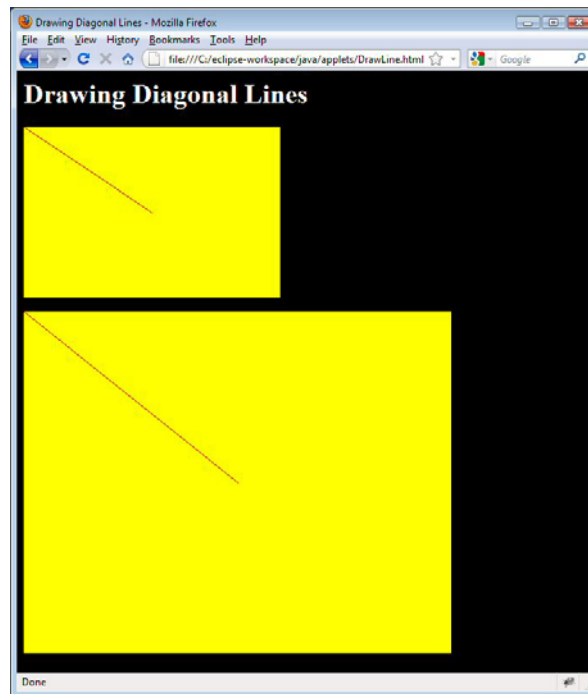 Drawing Diagonal Lines - Mozilla Firefox
File Edit View History Bookmarks Tools Help
file:///C:/eclipse-workspace/java/applets/DrawLine.html Google
Drawing Diagonal Lines
Done